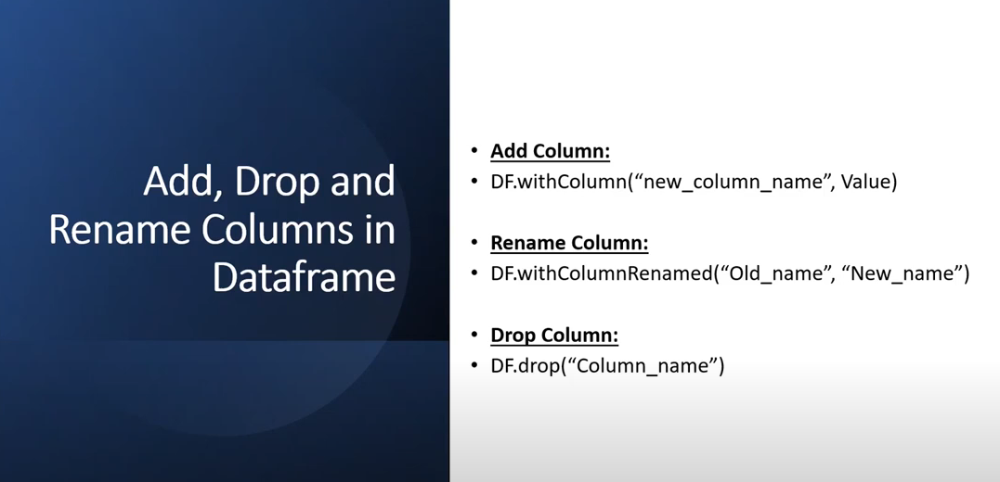 Add, Drop and
Rename Columns in
Dataframe
• Add Column:
• DF.withColumn(“new_column_name”, Value)
• Rename Column:
• DF.withColumnRenamed(“Old_name”, “New_name”)
• Drop Column:
• DF.drop(“Column_name”)